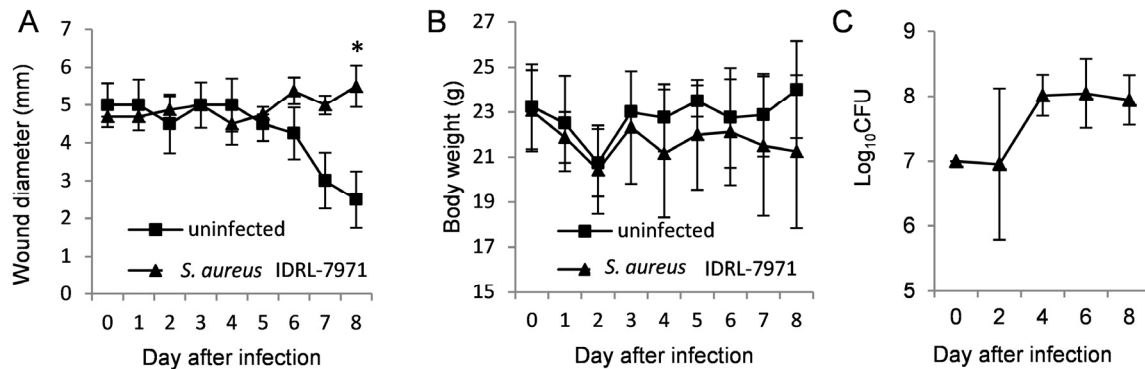 A
Wound diameter (mm)
7
6
5
4
3
2
1
0
*
uninfected
S. aureus IDRL-7971
0 1 2 3 4 5 6 7 8
Day after infection
B
Body weight (g)
27
25
23
21
19
17
15
uninfected
S. aureus IDRL-7971
0 1 2 3 4 5 6 7 8
Day after infection
C
Log₁₀CFU
9
8
7
6
5
0 2 4 6 8
Day after infection